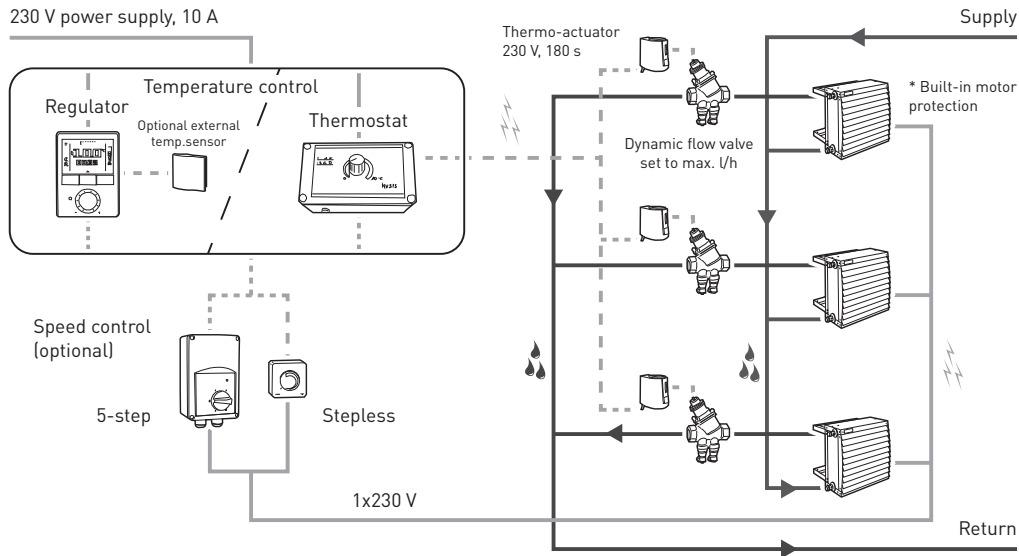 230 V power supply, 10 A
Temperature control
Regulator
Optional external
temp.sensor
Thermostat
Speed control
(optional)
5-step
Stepless
1x230 V
Thermo-actuator
230 V, 180 s
Dynamic flow valve
set to max. l/h
Supply
* Built-in motor
protection
Return